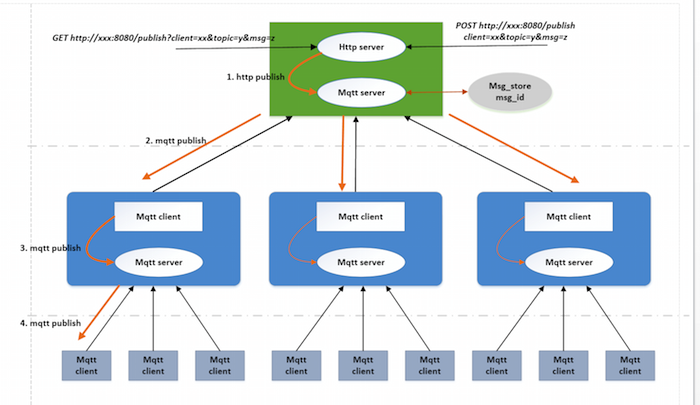 GET http://xxx:8080/publish?client=xx&topic=y&msg=z
POST http://xxx:8080/publish
client=xx&topic=y&msg=z
Http server
1. http publish
Mqtt server
Msg_store
msg_id
2. mqtt publish
Mqtt client
Mqtt client
Mqtt client
3. mqtt publish
Mqtt server
Mqtt server
Mqtt server
4. mqtt publish
Mqtt
client
Mqtt
client
Mqtt
client
Mqtt
client
Mqtt
client
Mqtt
client
Mqtt
client
Mqtt
client
Mqtt
client